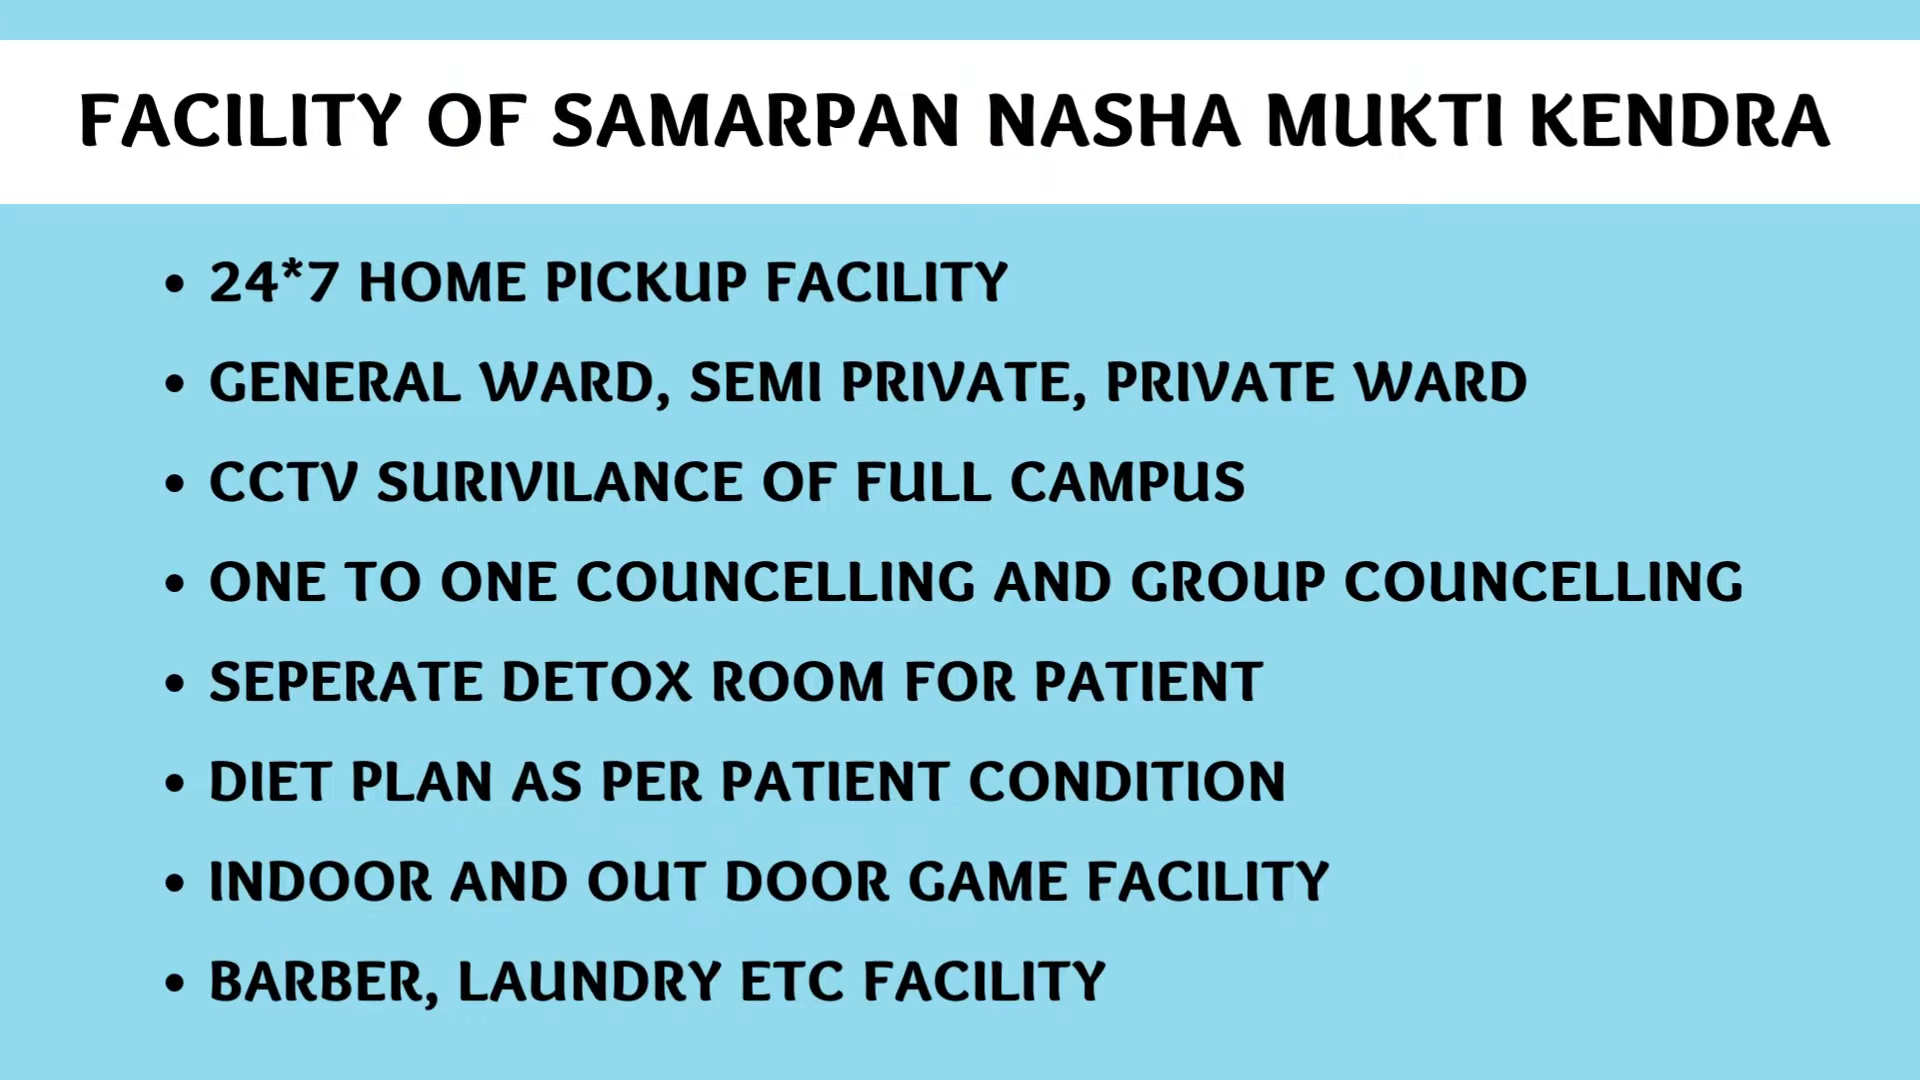 FACILITY OF SAMARPAN NASHA MUKTI KENDRA
• 24*7 HOME PICKUP FACILITY
• GENERAL WARD, SEMI PRIVATE, PRIVATE WARD
• CCTV SURIVILANCE OF FULL CAMPUS
• ONE TO ONE COUNCELLING AND GROUP COUNCELLING
• SEPERATE DETOX ROOM FOR PATIENT
• DIET PLAN AS PER PATIENT CONDITION
• INDOOR AND OUT DOOR GAME FACILITY
• BARBER, LAUNDRY ETC FACILITY